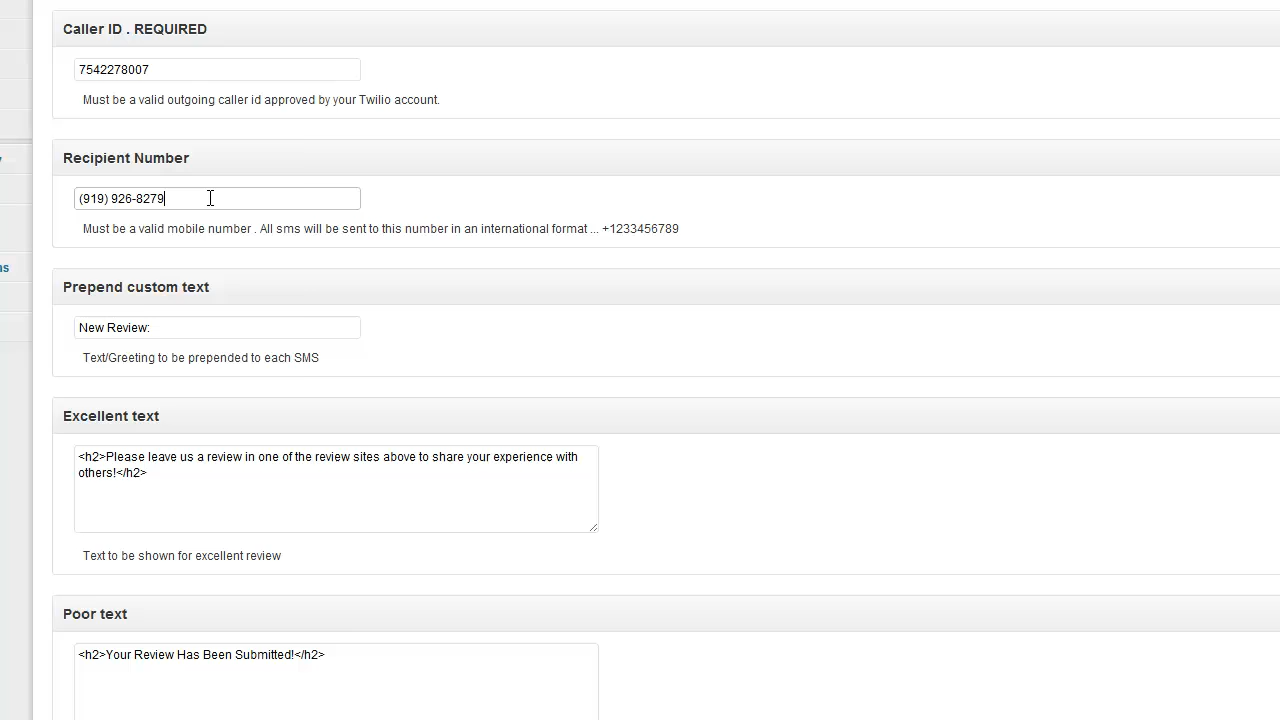 Caller ID . REQUIRED
7542278007
Must be a valid outgoing caller id approved by your Twilio account.
Recipient Number
(919) 926-8279
Must be a valid mobile number . All sms will be sent to this number in an international format ... +1233456789
Prepend custom text
New Review:
Text/Greeting to be prepended to each SMS
Excellent text
<h2>Please leave us a review in one of the review sites above to share your experience with
others!</h2>
Text to be shown for excellent review
Poor text
<h2>Your Review Has Been Submitted!</h2>